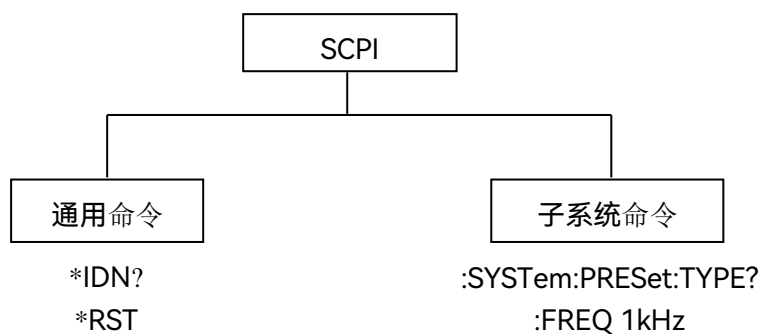 SCPI
通用命令
子系统命令
*IDN?
:SYSTem:PRESet:TYPE?
*RST
:FREQ 1kHz